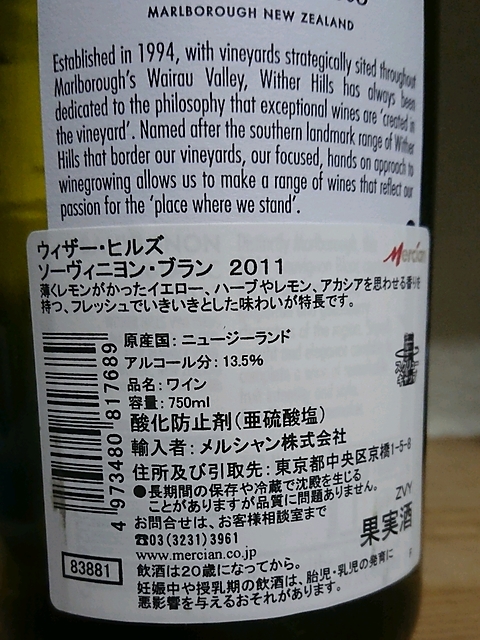 MARLBOROUGH NEW ZEALAND
Established in 1994, with vineyards strategically sited throughout
Marlborough's Wairau Valley, Wither Hills has always been
dedicated to the philosophy that exceptional wines are 'created in
the vineyard'. Named after the southern landmark range of Wither
Hills that border our vineyards, our focused, hands on approach to
winegrowing allows us to make a range of wines that reflect our
passion for the 'place where we stand'.
ウィザー・ヒルズ
Mercian
ソーヴィニヨン・ブラン 2011
薄くレモンがかったイエロー、ハーブやレモン、アカシアを思わせる香りを
持つ、フレッシュでいきいきとした味わいが特長です。
原産国：ニュージーランド
アルコール分：13.5%
品名：ワイン
容量：750ml
酸化防止剤（亜硫酸塩）
輸入者：メルシャン株式会社
住所及び引取先：東京都中央区京橋1-5-8
●長期間の保存や冷蔵で沈殿を生じる
ことがありますが品質に問題ありません。
ZVY
お問合せは、お客様相談室まで
☎03(3231)3961
果実酒
www.mercian.co.jp
飲酒は20歳になってから。
妊娠中や授乳期の飲酒は、胎児・乳児の発育に
悪影響を与えるおそれがあります。
4 973480 817689
83881